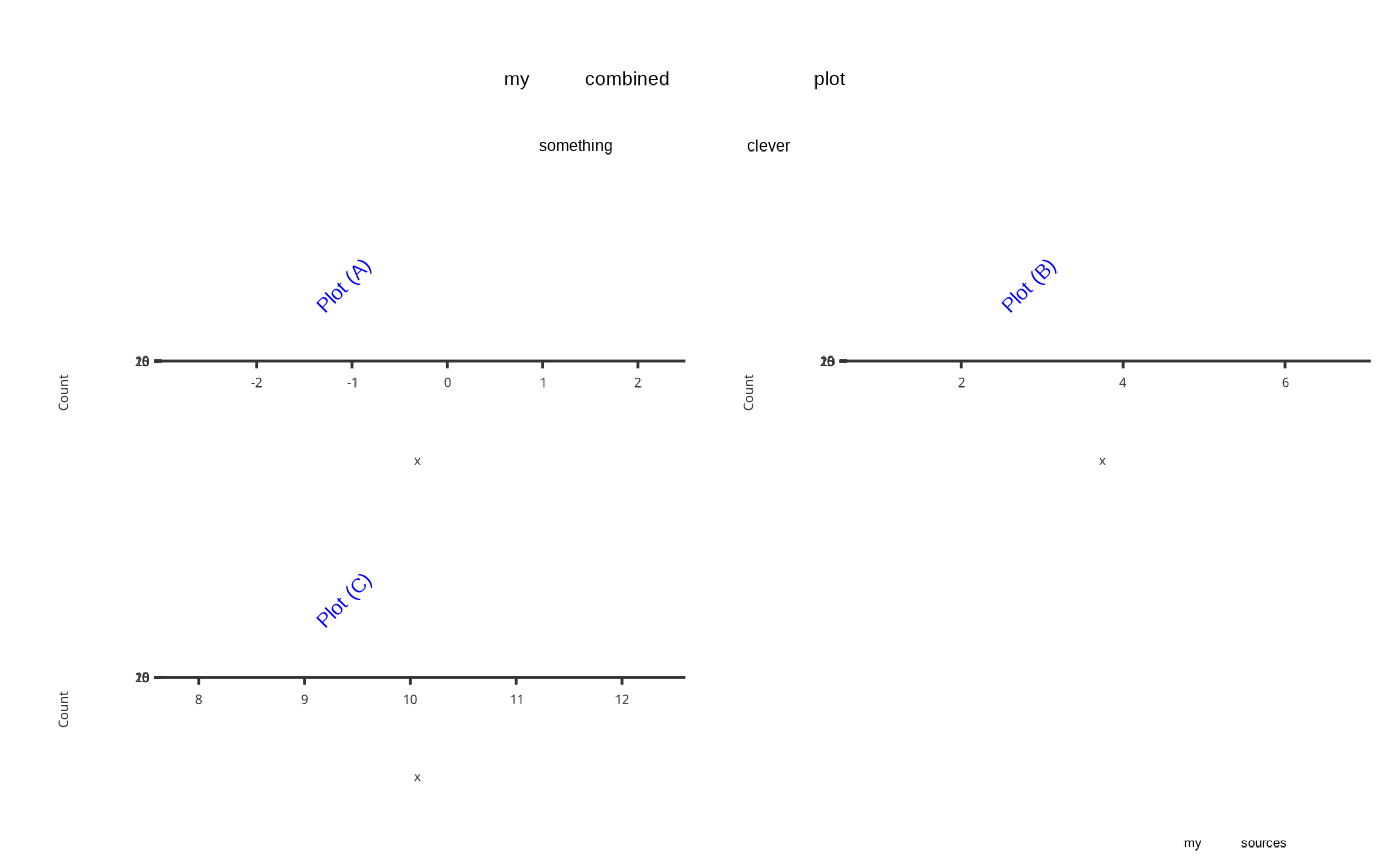 my combined plot
something clever
Plot (A)
Plot (B)
Count
-2 -1 0 1 2
x
Count
2 4 6
x
Plot (C)
Count
8 9 10 11 12
x
my sources